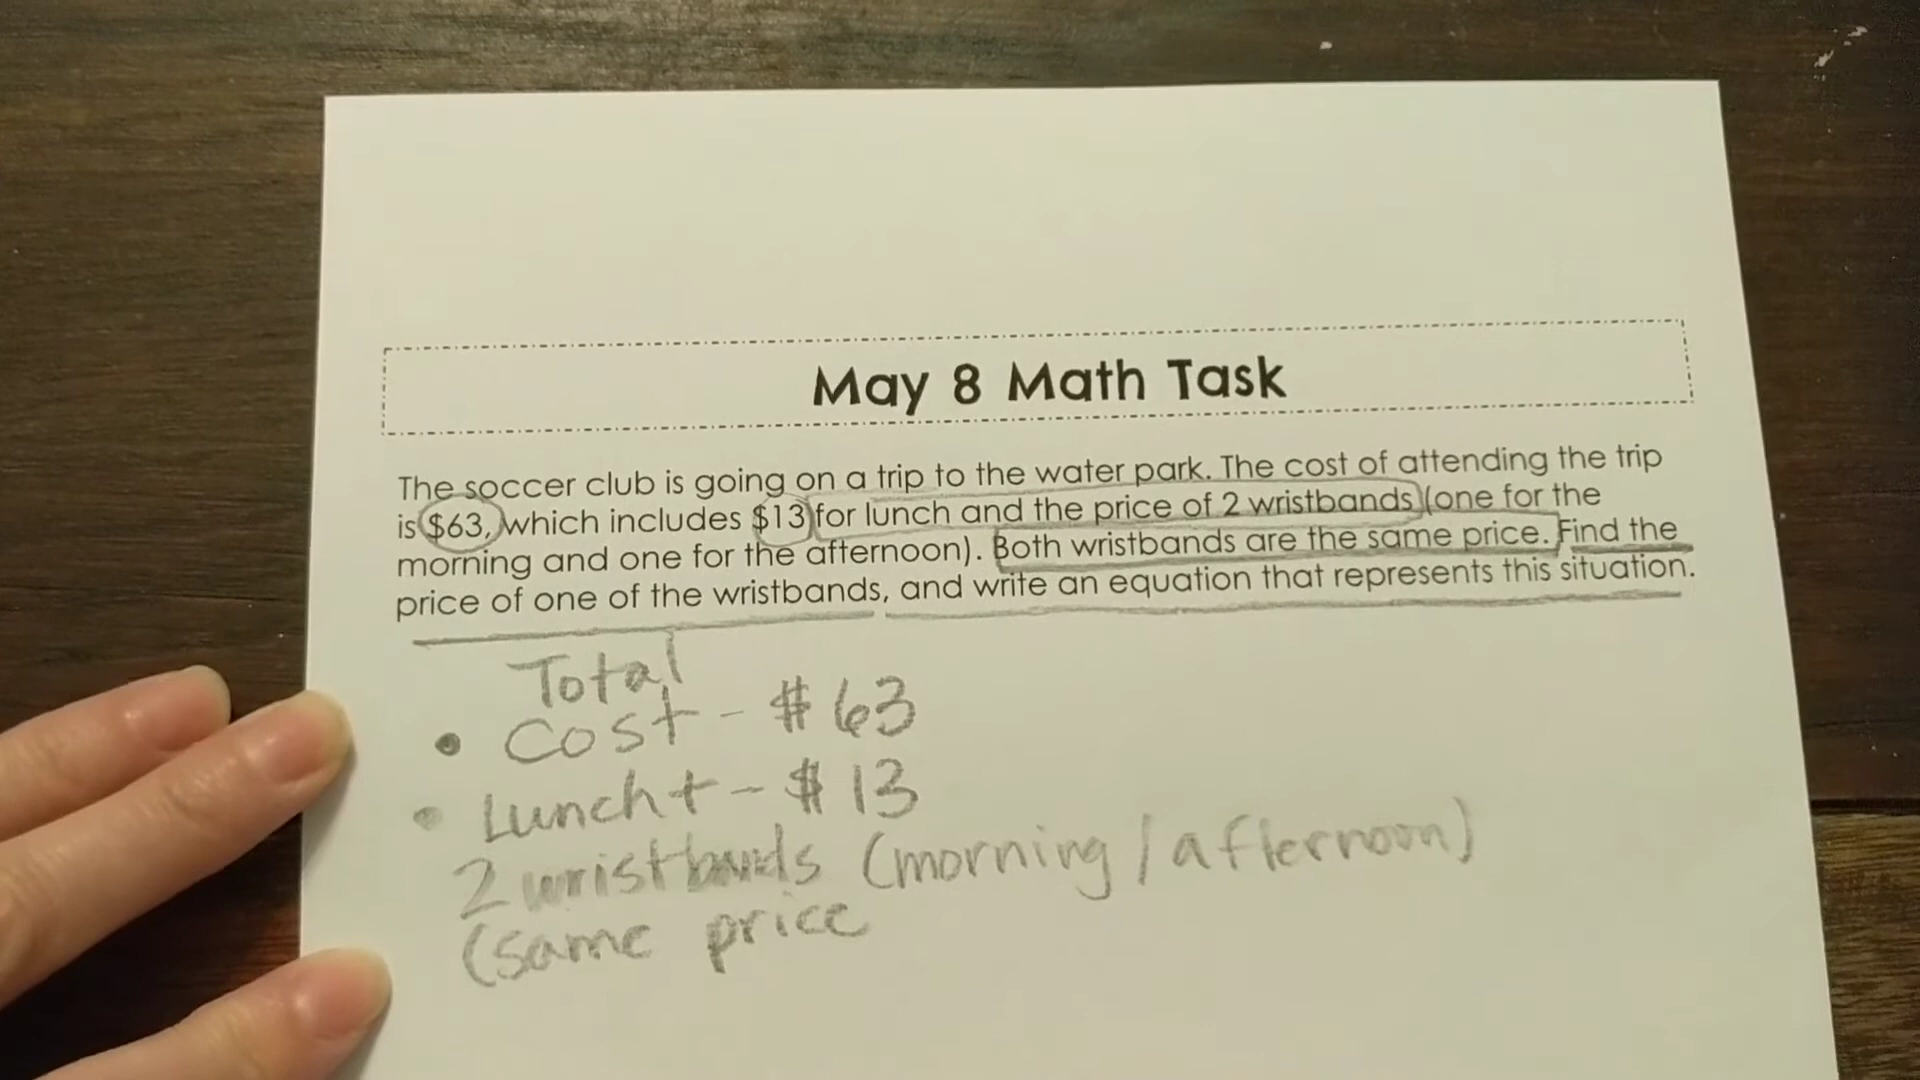 May 8 Math Task
The soccer club is going on a trip to the water park. The cost of attending the trip
is $63, which includes $13 for lunch and the price of 2 wristbands (one for the
morning and one for the afternoon). Both wristbands are the same price. Find the
price of one of the wristbands, and write an equation that represents this situation.
Total
• Cost - $63
• Luncht - $13
2 wristbands (morning/afternoon)
(same price